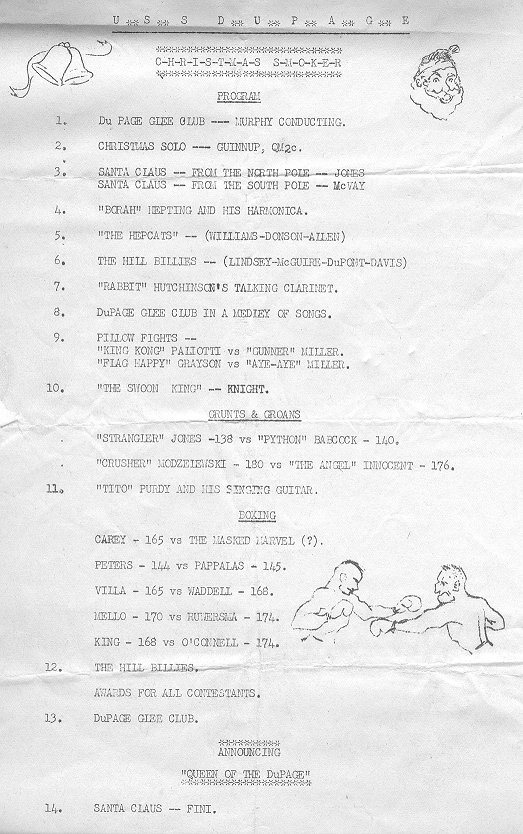 U ** S ** S    D ** U ** P ** A ** G ** E
********************************
C-H-R-I-S-T-M-A-S  S-M-O-K-E-R
********************************
PROGRAM
1. Du PAGE GLEE CLUB --- MURPHY CONDUCTING.
2. CHRISTMAS SOLO --- GUINNUP, QM2c.
3. SANTA CLAUS -- FROM THE NORTH POLE -- JONES
SANTA CLAUS -- FROM THE SOUTH POLE -- McVAY
4. "BORAH" HEPTING AND HIS HARMONICA.
5. "THE HEPCATS" -- (WILLIAMS-DONSON-ALLEN)
6. THE HILL BILLIES -- (LINDSEY-McGUIRE-DuPONT-DAVIS)
7. "RABBIT" HUTCHINSON'S TALKING CLARINET.
8. DuPAGE GLEE CLUB IN A MEDLEY OF SONGS.
9. PILLOW FIGHTS --
"KING KONG" PALIOTTI vs "GUNNER" MILLER.
"FLAG HAPPY" GRAYSON vs "AYE-AYE" MILLER.
10. "THE SWOON KING" -- KNIGHT.
GRUNTS & GROANS
. "STRANGLER" JONES -138 vs "PYTHON" BABCOCK - 140.
. "CRUSHER" MODZELEWSKI - 180 vs "THE ANGEL" INNOCENT - 176.
11. "TITO" PURDY AND HIS SINGING GUITAR.
BOXING
CAREY - 165 vs THE MASKED MARVEL (?).
PETERS - 144 vs PAPPALAS - 145.
VILLA - 165 vs WADDELL - 168.
MELLO - 170 vs - 174.
KING - 168 vs O'CONNELL - 174.
12. THE HILL BILLIES.
AWARDS FOR ALL CONTESTANTS.
13. DuPAGE GLEE CLUB.
**********
ANNOUNCING
"QUEEN OF THE DuPAGE"
*********************
14. SANTA CLAUS -- FINI.